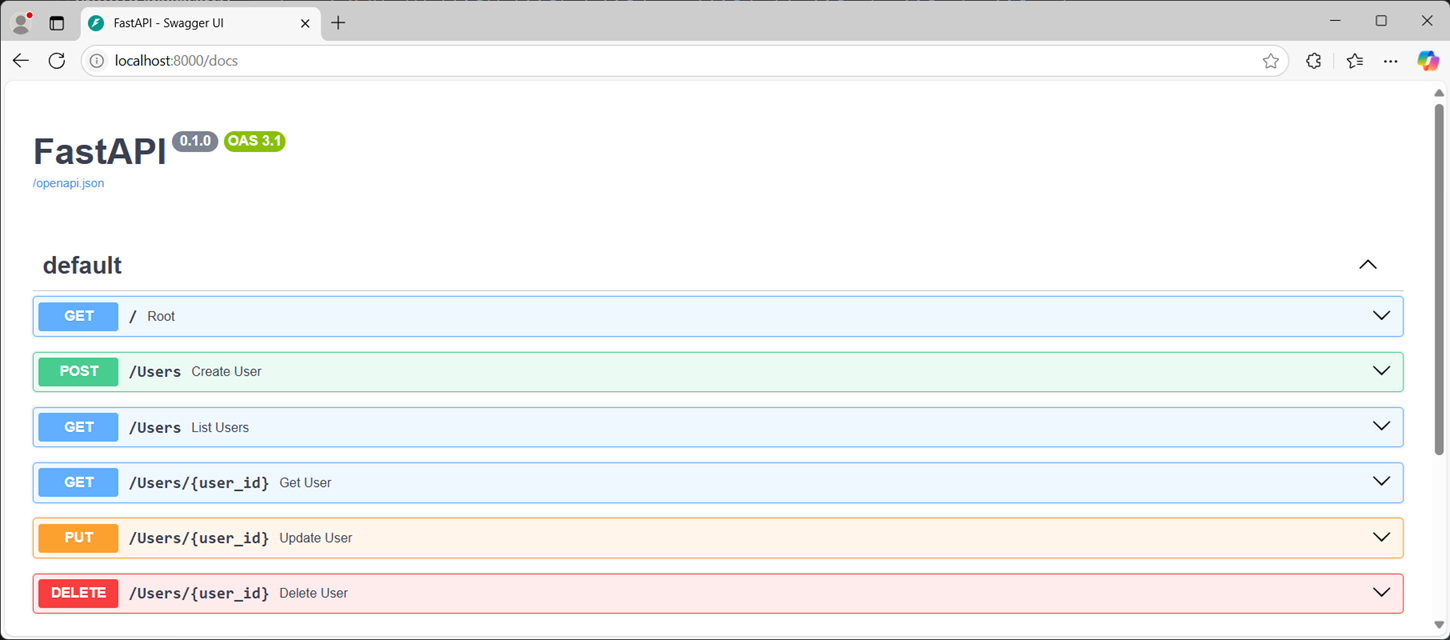 FastAPI - Swagger UI
localhost:8000/docs
FastAPI 0.1.0 OAS 3.1
/openapi.json
default
GET / Root
POST /Users Create User
GET /Users List Users
GET /Users/{user_id} Get User
PUT /Users/{user_id} Update User
DELETE /Users/{user_id} Delete User